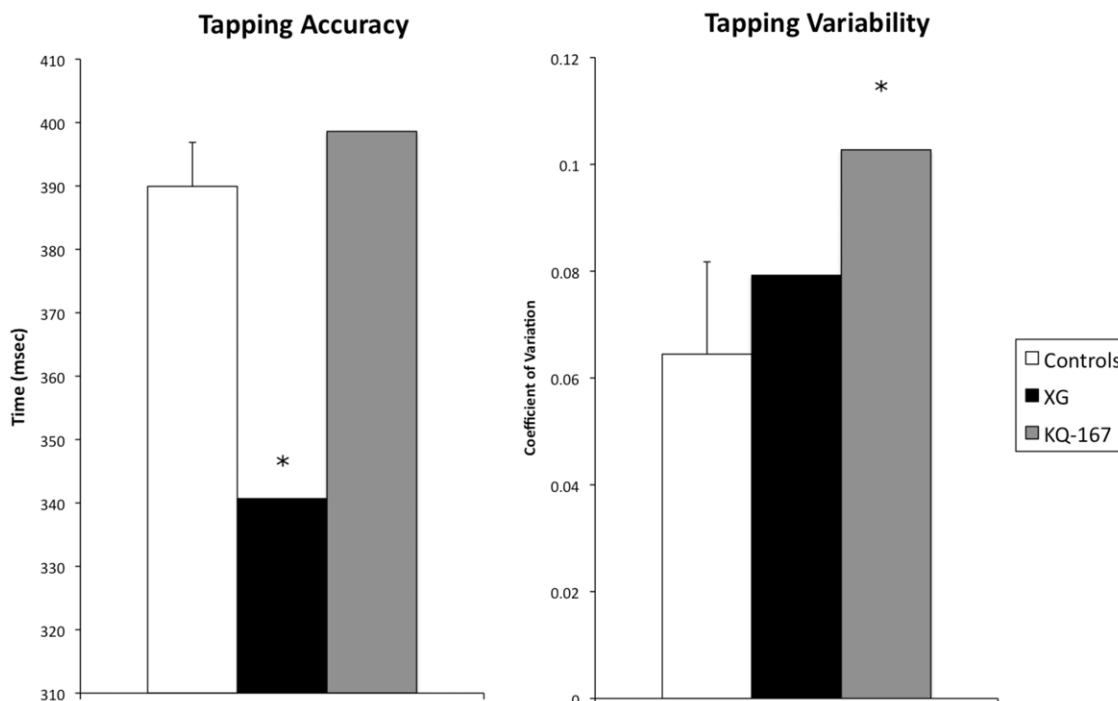 Tapping Accuracy
410
400
390
380
370
360
350
340
330
320
310
Time (msec)
*
Tapping Variability
0.12
0.1
0.08
0.06
0.04
0.02
0
Coefficient of Variation
*
Controls
XG
KQ-167